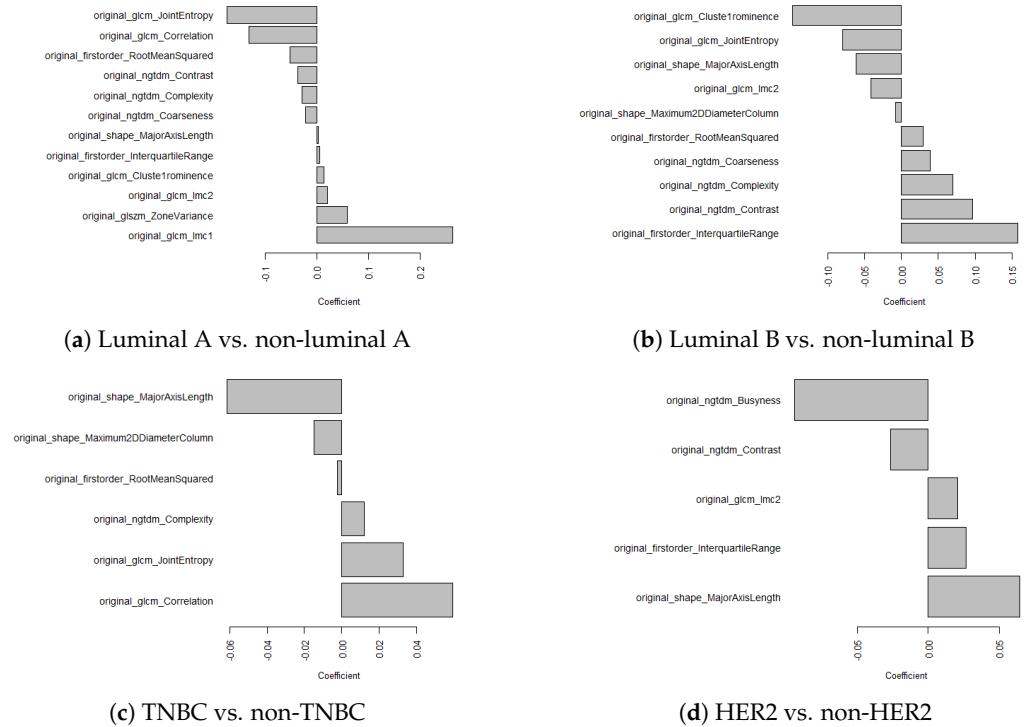 original_glcm_JointEntropy
original_glcm_Correlation
original_firstorder_RootMeanSquared
original_ngtdm_Contrast
original_ngtdm_Complexity
original_ngtdm_Coarseness
original_shape_MajorAxisLength
original_firstorder_InterquartileRange
original_glcm_Cluste1rominence
original_glcm_Imc2
original_glszm_ZoneVariance
original_glcm_Imc1
-0.1 0.0 0.1 0.2
Coefficient
(a) Luminal A vs. non-luminal A
original_glcm_Cluste1rominence
original_glcm_JointEntropy
original_shape_MajorAxisLength
original_glcm_Imc2
original_shape_Maximum2DDiameterColumn
original_firstorder_RootMeanSquared
original_ngtdm_Coarseness
original_ngtdm_Complexity
original_ngtdm_Contrast
original_firstorder_InterquartileRange
-0.10 -0.05 0.00 0.05 0.10 0.15
Coefficient
(b) Luminal B vs. non-luminal B
original_shape_MajorAxisLength
original_shape_Maximum2DDiameterColumn
original_firstorder_RootMeanSquared
original_ngtdm_Complexity
original_glcm_JointEntropy
original_glcm_Correlation
-0.06 -0.04 -0.02 0.00 0.02 0.04
Coefficient
(c) TNBC vs. non-TNBC
original_ngtdm_Busyness
original_ngtdm_Contrast
original_glcm_Imc2
original_firstorder_InterquartileRange
original_shape_MajorAxisLength
-0.05 0.00 0.05
Coefficient
(d) HER2 vs. non-HER2